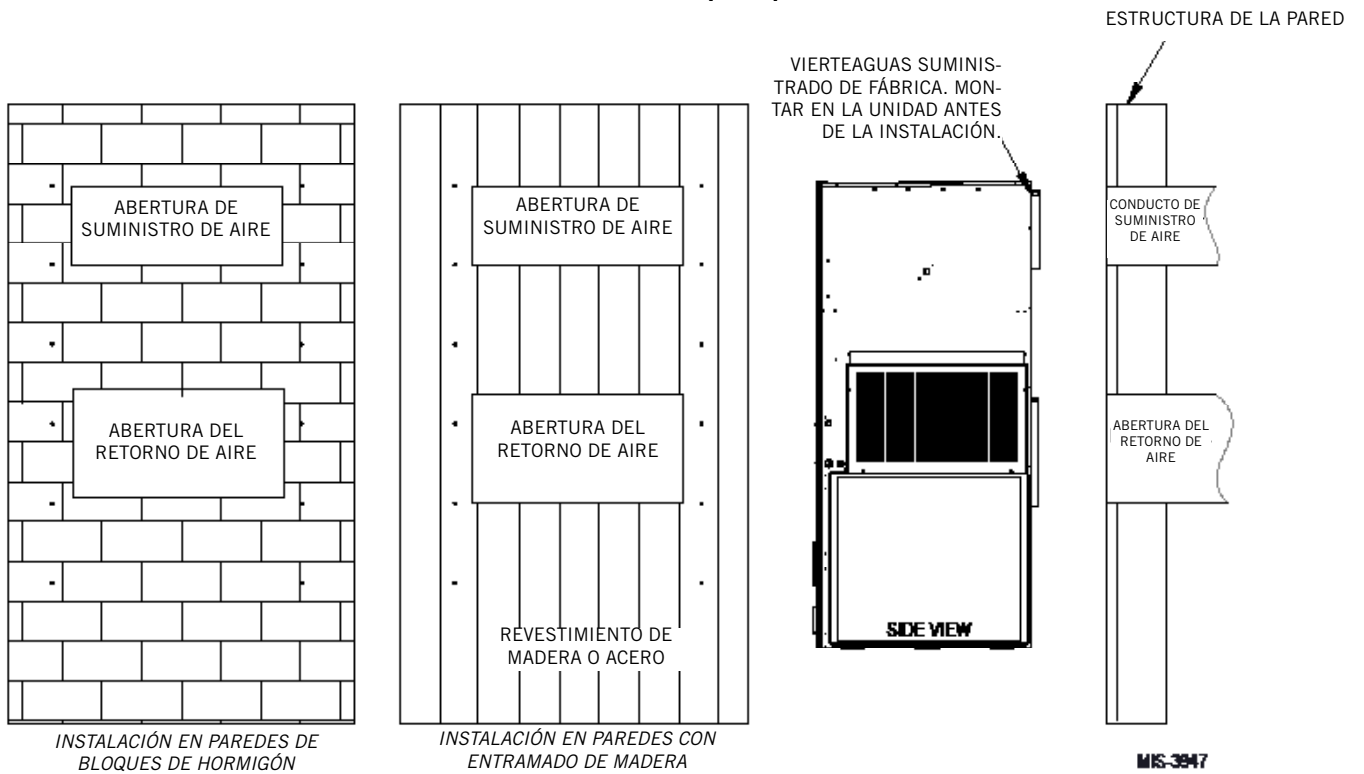 ESTRUCTURA DE LA PARED
VIERTEAGUAS SUMINIS-
TRADO DE FÁBRICA. MON-
TAR EN LA UNIDAD ANTES
DE LA INSTALACIÓN.
ABERTURA DE
SUMINISTRO DE AIRE
ABERTURA DEL
RETORNO DE AIRE
INSTALACIÓN EN PAREDES DE
BLOQUES DE HORMIGÓN
ABERTURA DE
SUMINISTRO DE AIRE
ABERTURA DEL
RETORNO DE AIRE
REVESTIMIENTO DE
MADERA O ACERO
INSTALACIÓN EN PAREDES CON
ENTRAMADO DE MADERA
SIDE VIEW
CONDUCTO DE
SUMINISTRO
DE AIRE
ABERTURA DEL
RETORNO DE
AIRE
MIS-3947